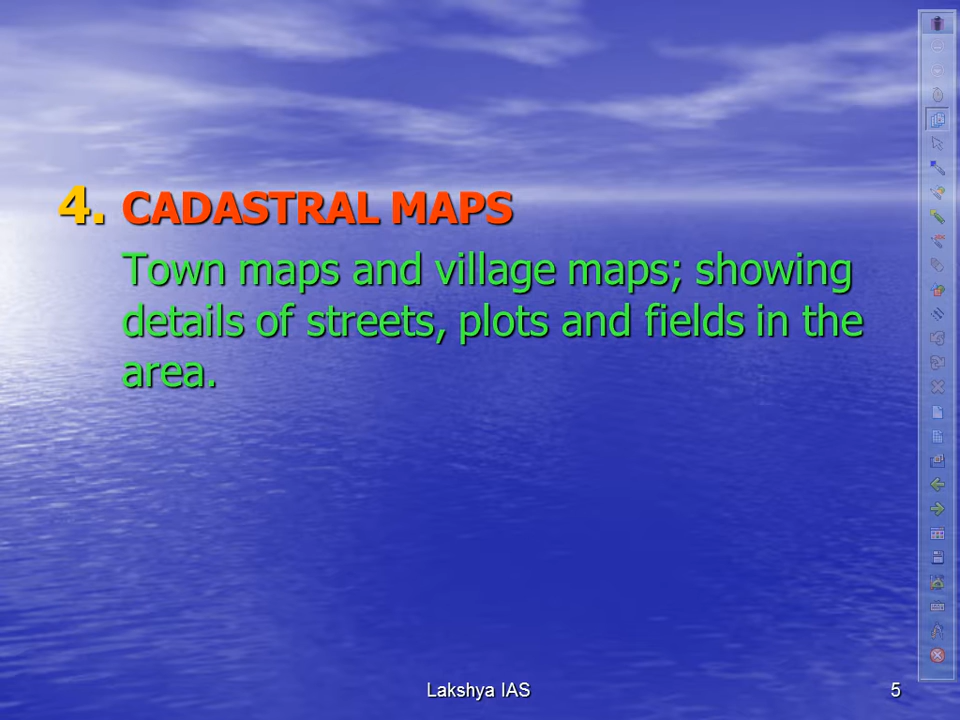 4. CADASTRAL MAPS
Town maps and village maps; showing
details of streets, plots and fields in the
area.
Lakshya IAS
5